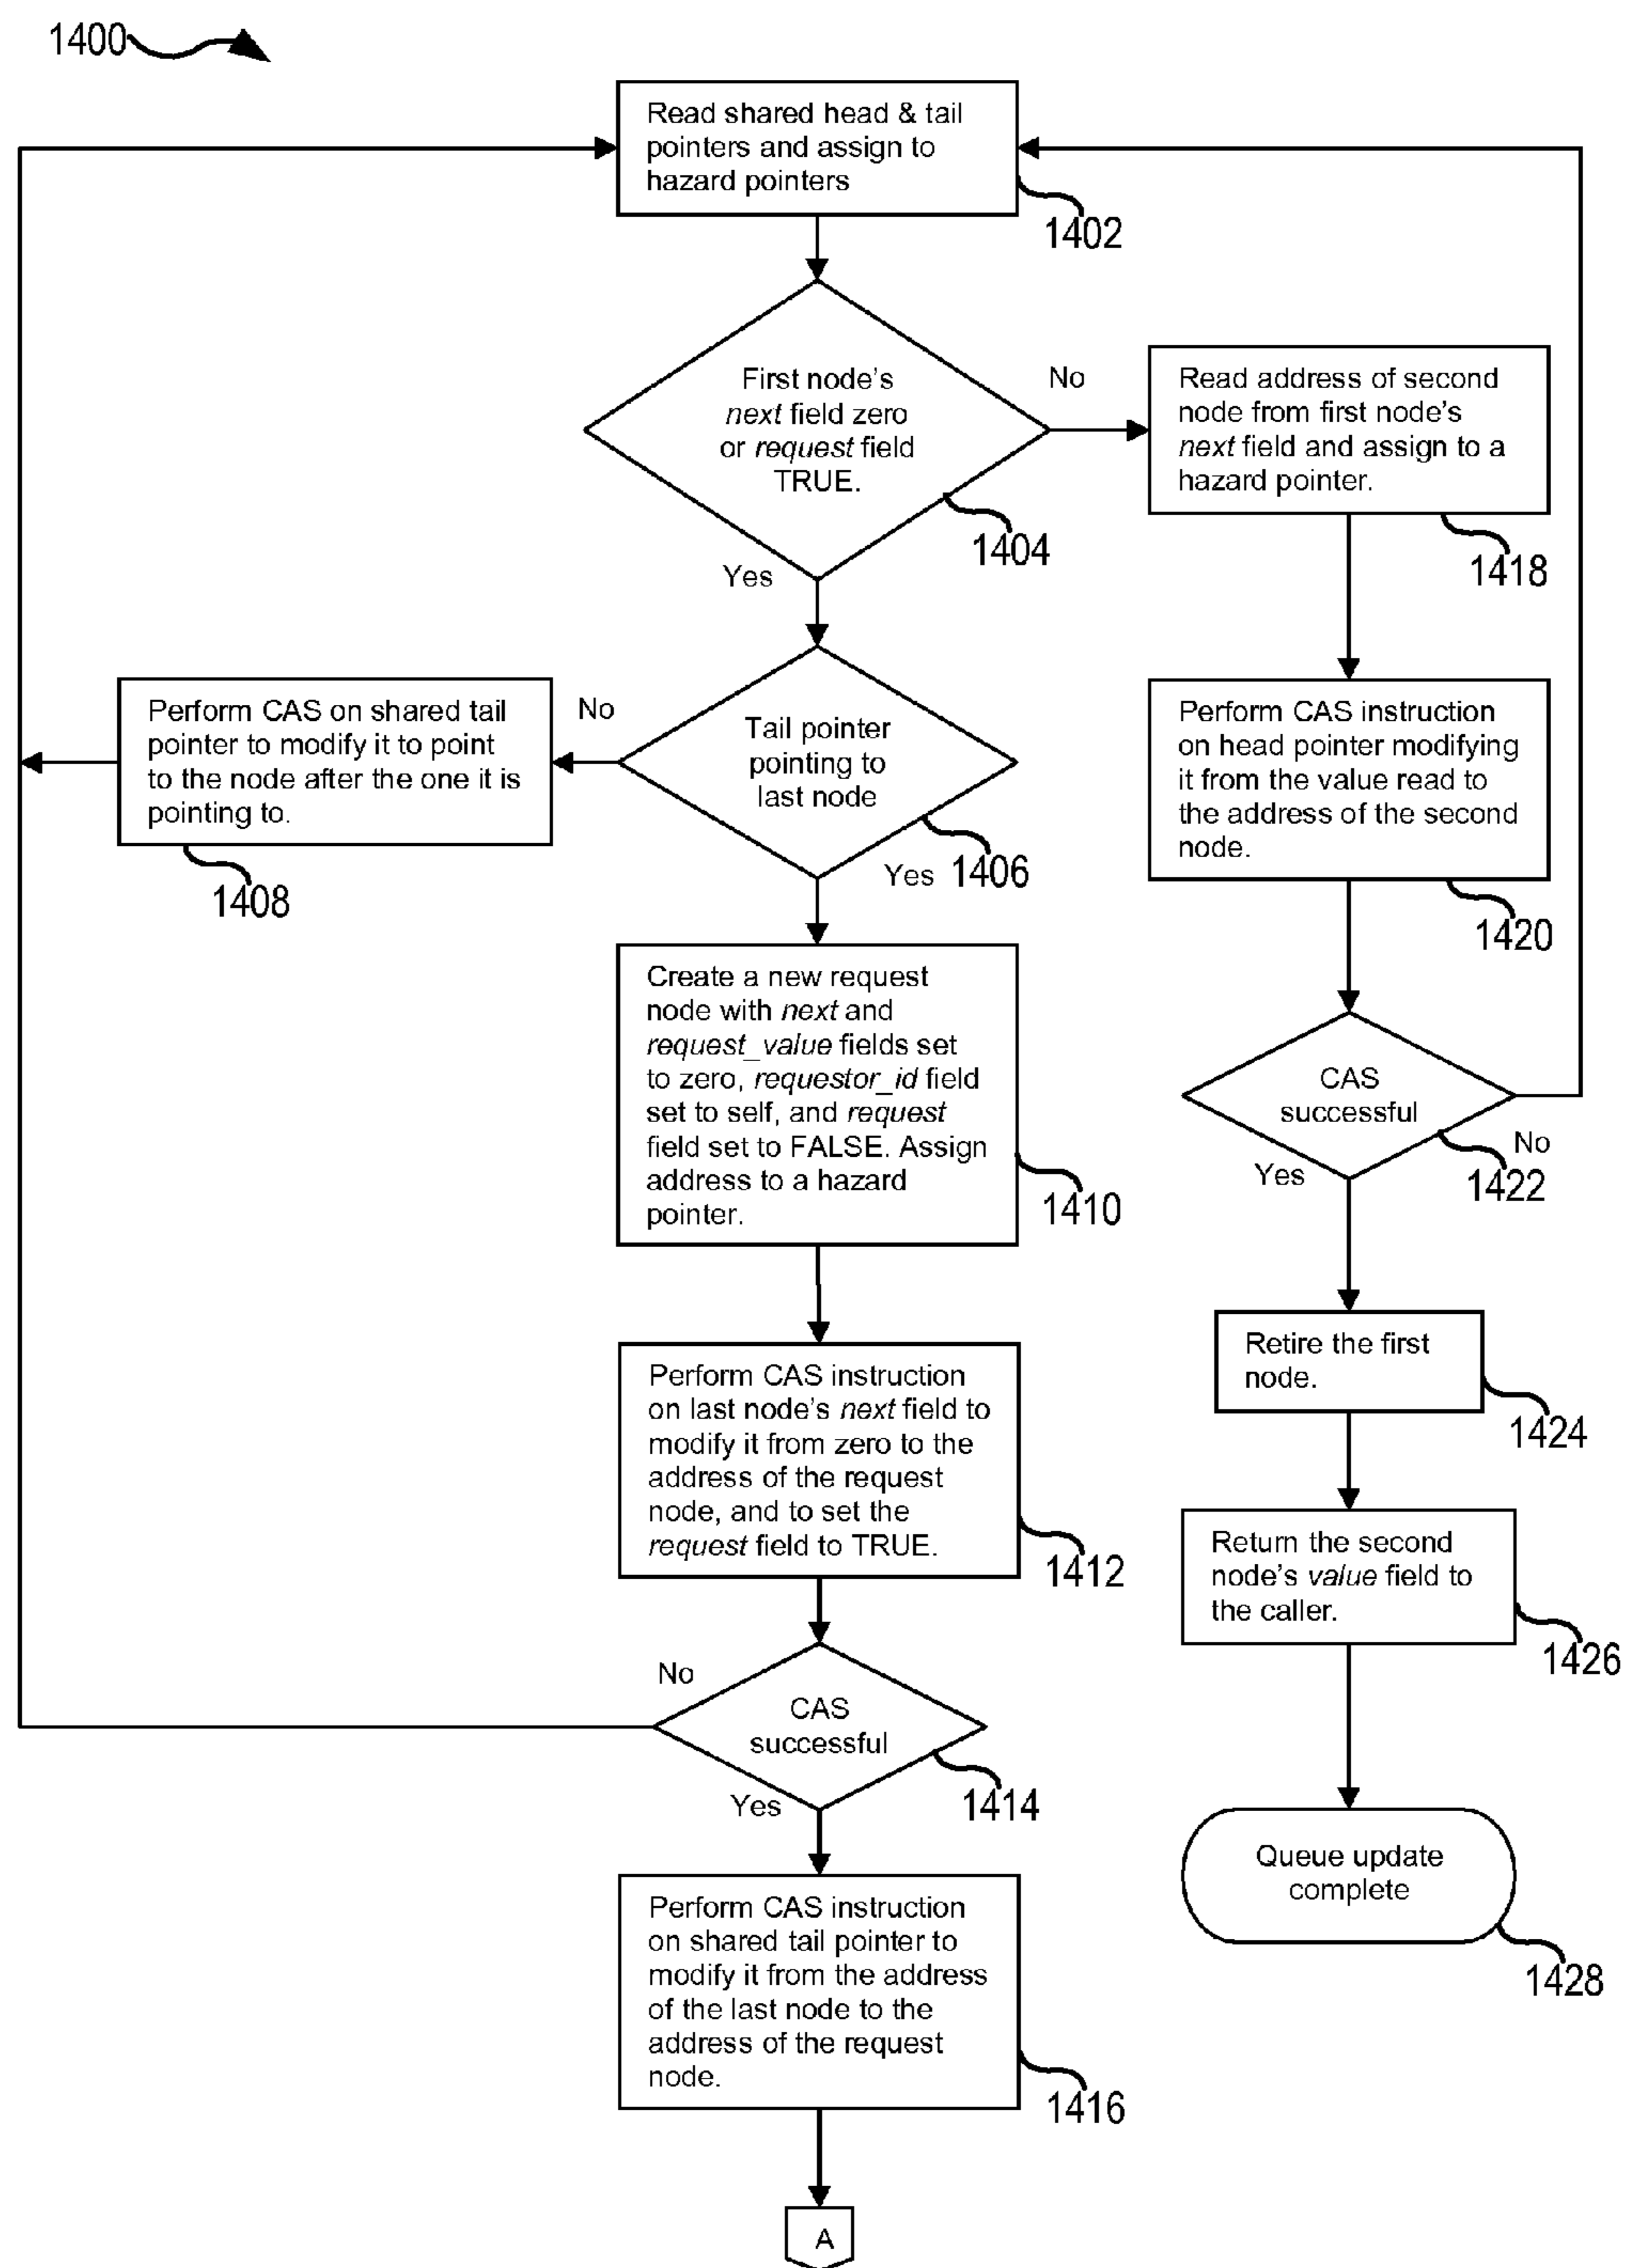 1400
Read shared head & tail
pointers and assign to
hazard pointers
1402
First node's
next field zero
or request field
TRUE.
1404
No
Yes
Read address of second
node from first node's
next field and assign to a
hazard pointer.
1418
Tail pointer
pointing to
last node
1406
No
Yes
Perform CAS on shared tail
pointer to modify it to point
to the node after the one it is
pointing to.
1408
Perform CAS instruction
on head pointer modifying
it from the value read to
the address of the second
node.
1420
Create a new request
node with next and
request_value fields set
to zero, requestor_id field
set to self, and request
field set to FALSE. Assign
address to a hazard
pointer.
1410
CAS
successful
No
Yes
1422
Retire the first
node.
1424
Perform CAS instruction
on last node's next field to
modify it from zero to the
address of the request
node, and to set the
request field to TRUE.
1412
Return the second
node's value field to
the caller.
1426
No
CAS
successful
Yes
1414
Queue update
complete
1428
Perform CAS instruction
on shared tail pointer to
modify it from the address
of the last node to the
address of the request
node.
1416
A